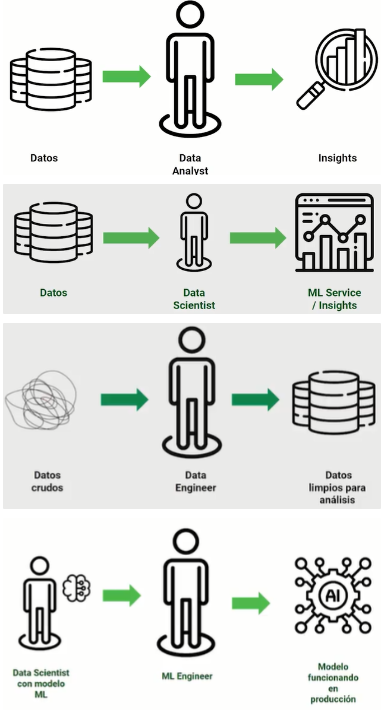 Datos
Data
Analyst
Insights
Datos
Data
Scientist
ML Service
/ Insights
Datos
crudos
Data
Engineer
Datos
limpios para
análisis
AI
Data Scientist
con modelo
ML
ML Engineer
Modelo
funcionando
en
producción